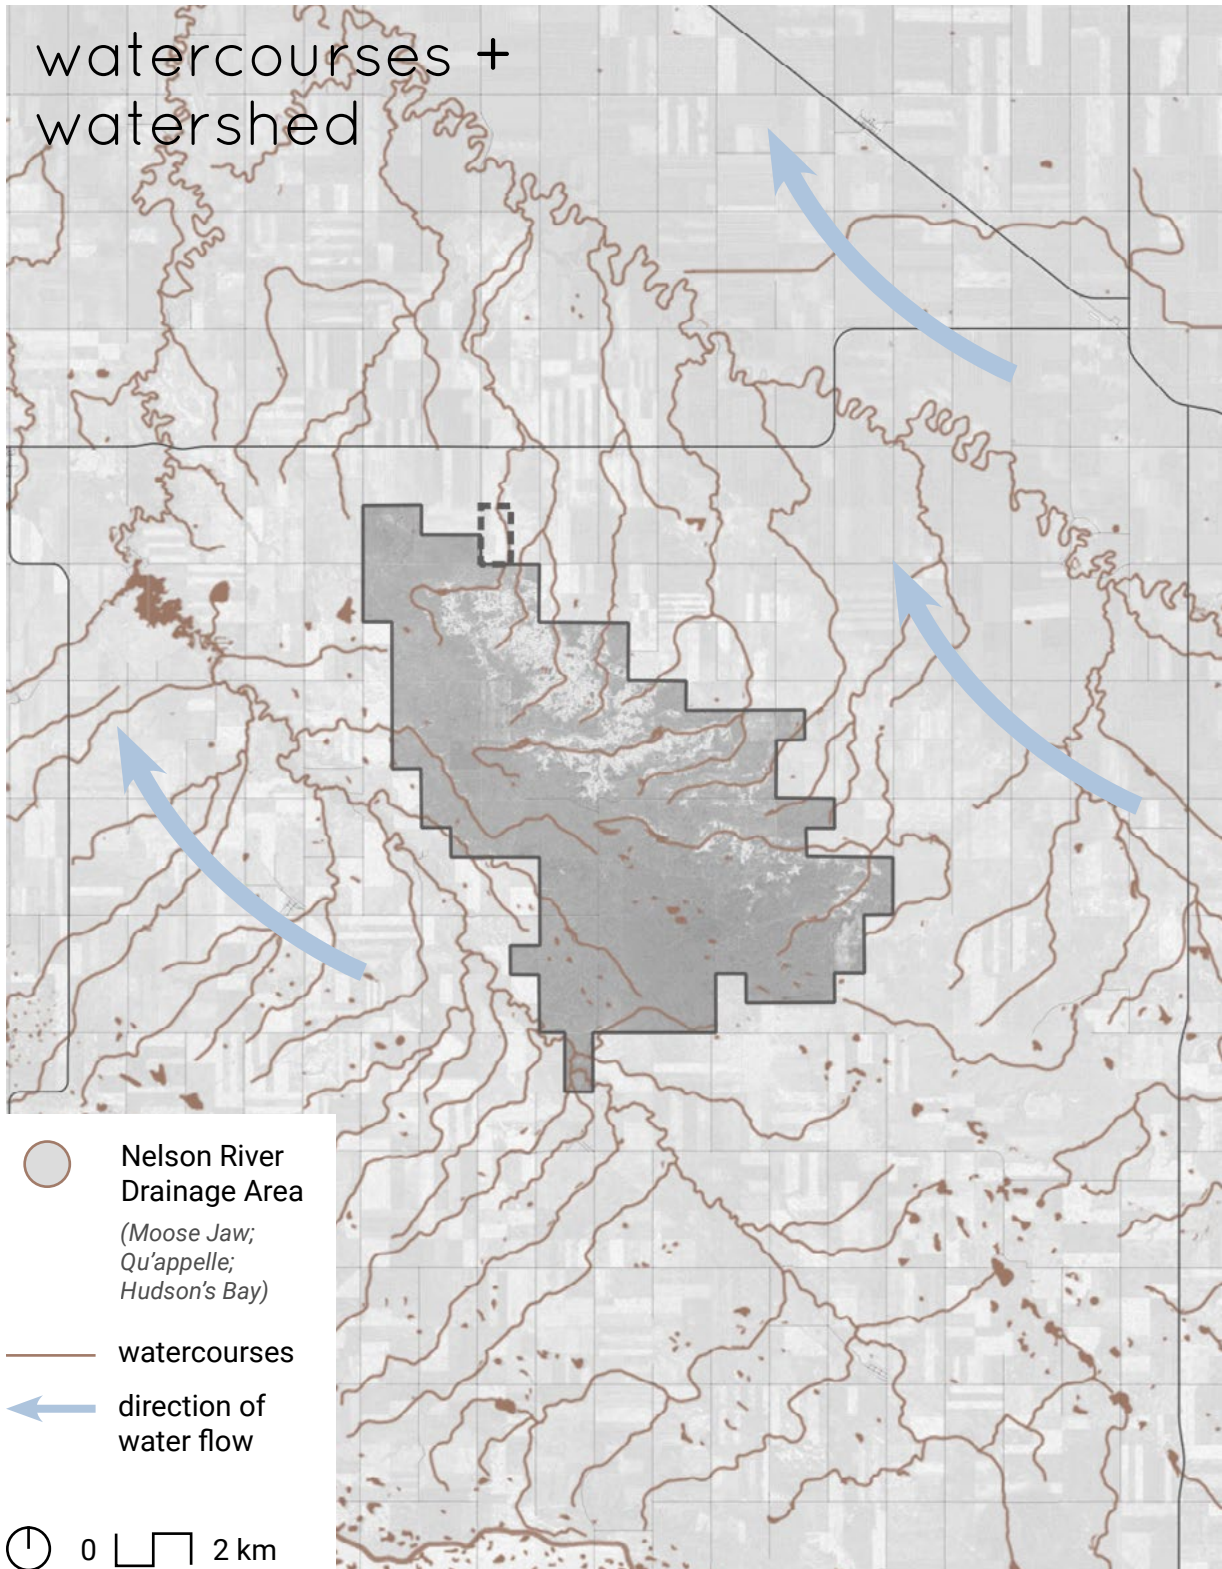 watercourses +
watershed
Nelson River
Drainage Area
(Moose Jaw;
Qu'appelle;
Hudson's Bay)
watercourses
direction of
water flow
0 2 km